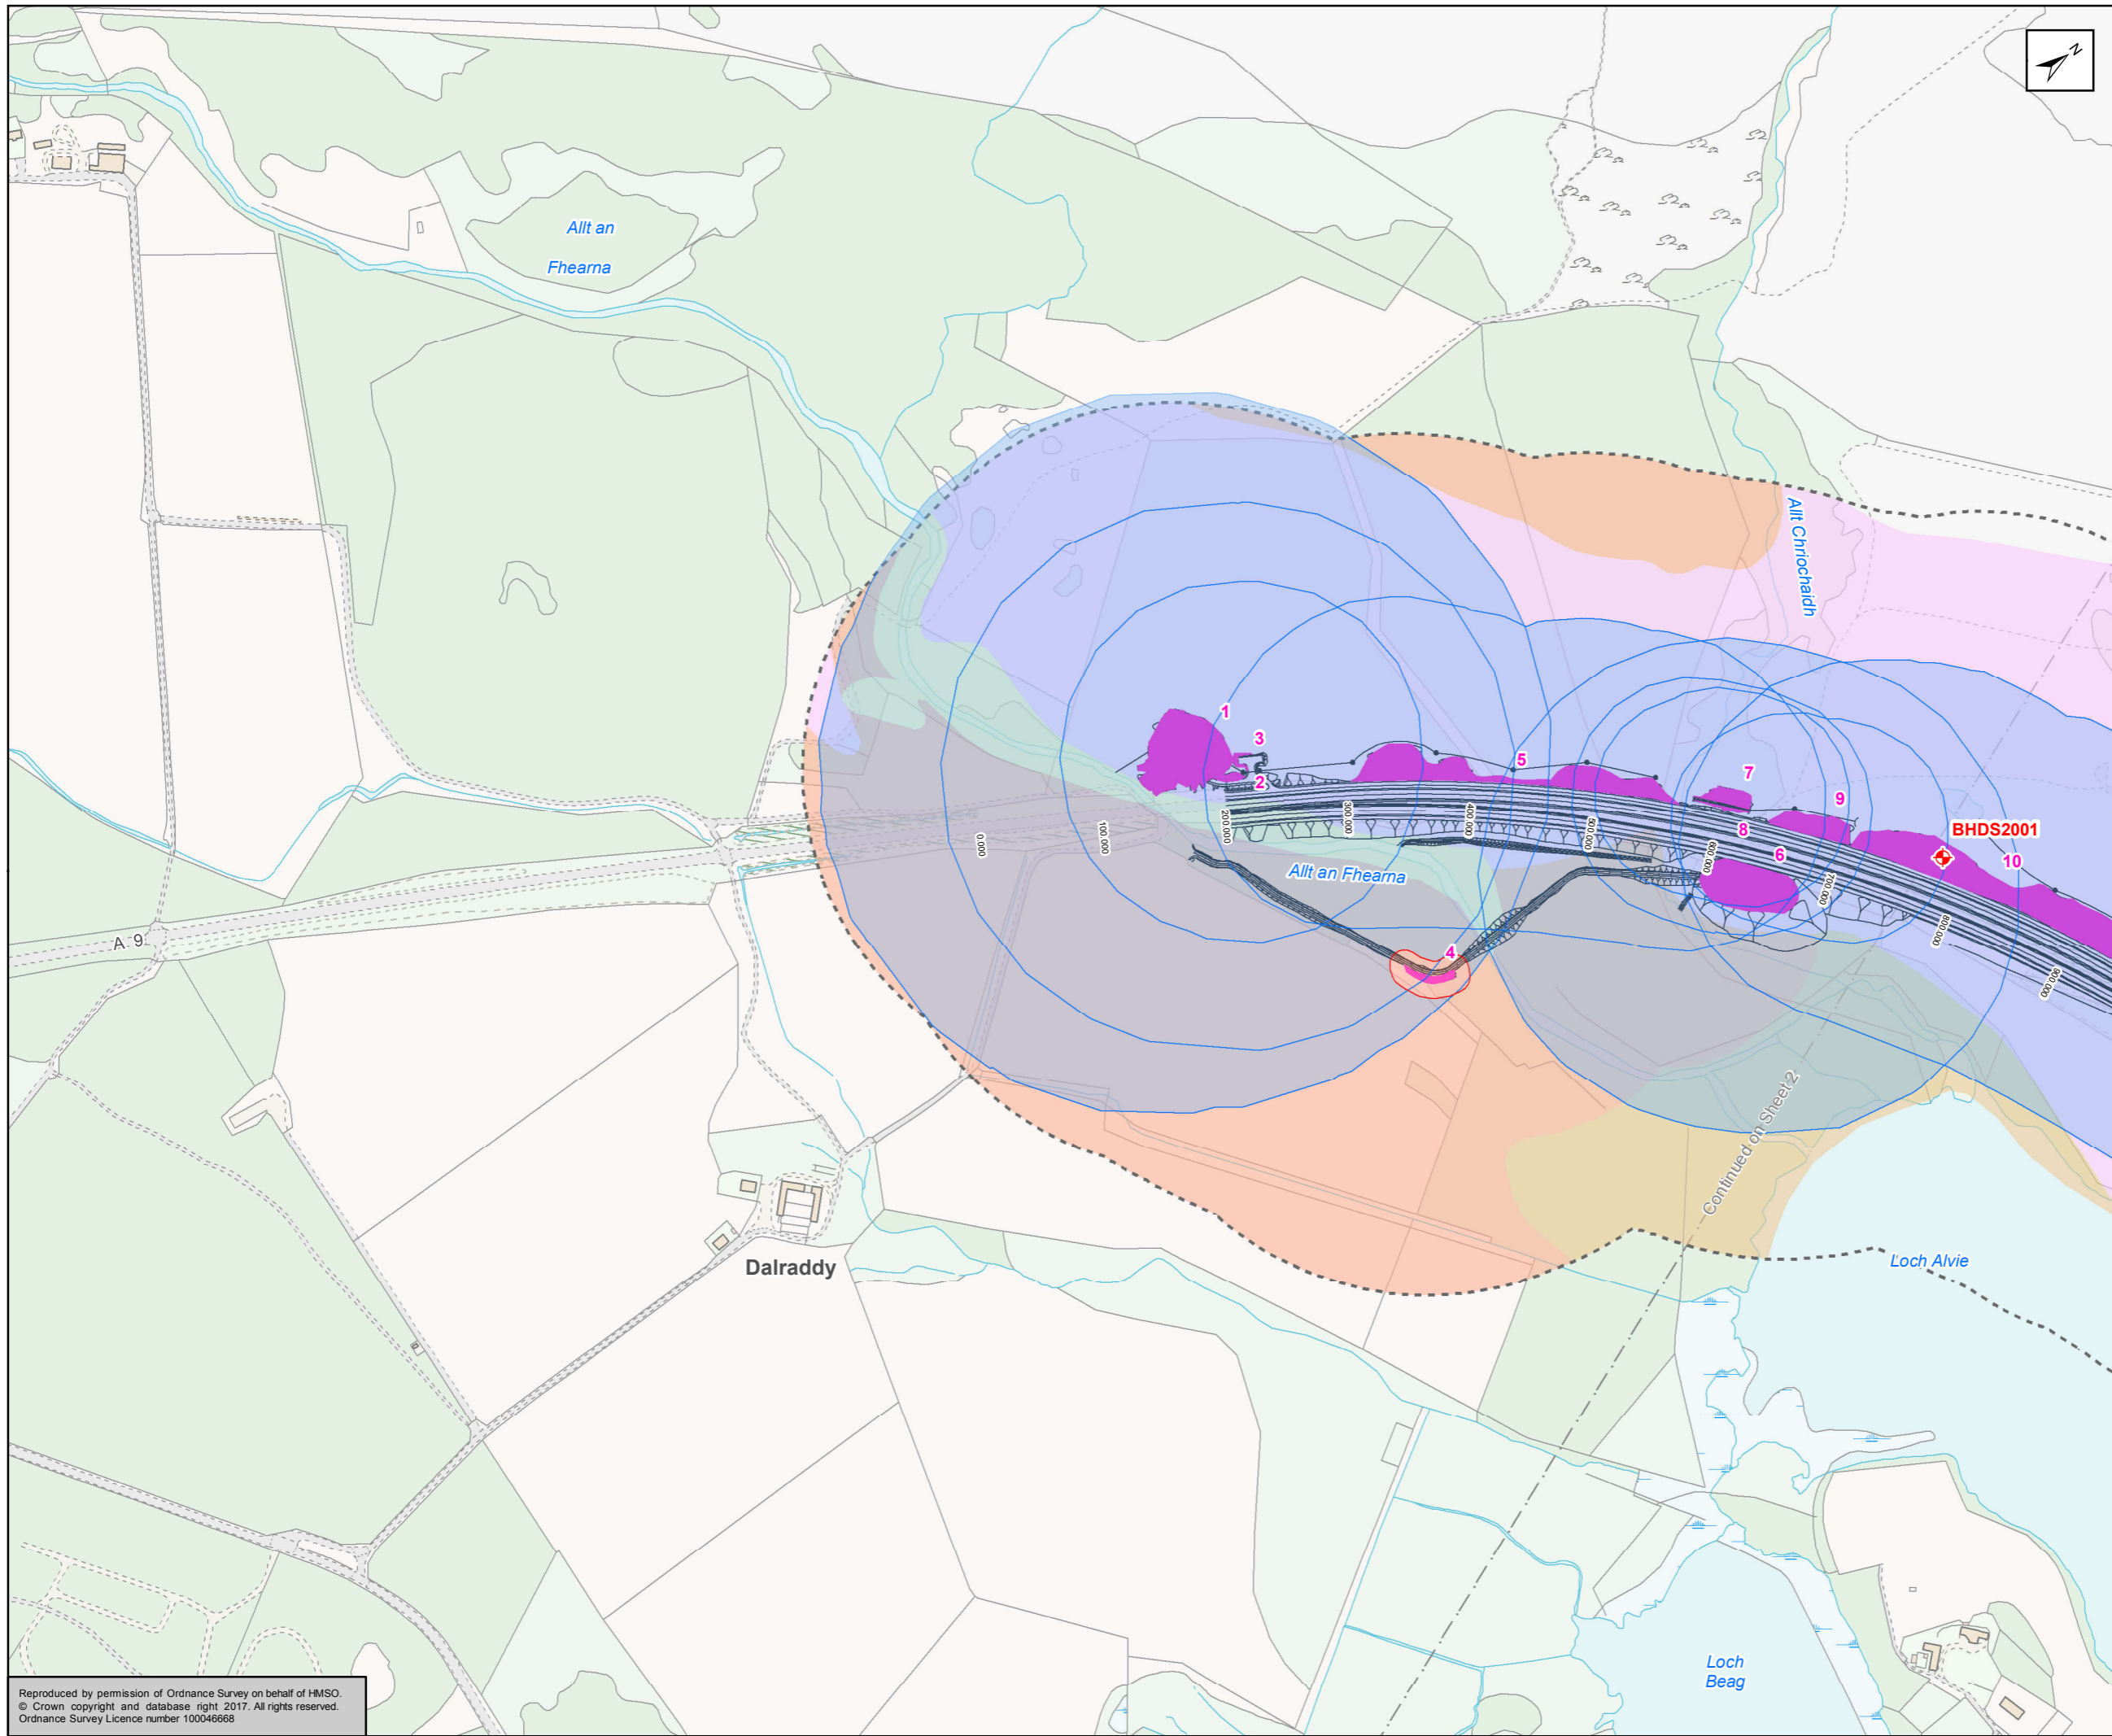 N
Allt an
Fhearna
Allt Chriochaidh
1
3
2
5
7
9
8
6
BHDS2001
10
4
0.000
100.000
200.000
300.000
400.000
500.000
600.000
700.000
800.000
900.000
Allt an Fhearna
A 9
Continued on Sheet 2
Dalraddy
Loch Alvie
Loch
Beag
Reproduced by permission of Ordnance Survey on behalf of HMSO.
© Crown copyright and database right 2017. All rights reserved.
Ordnance Survey Licence number 100046668